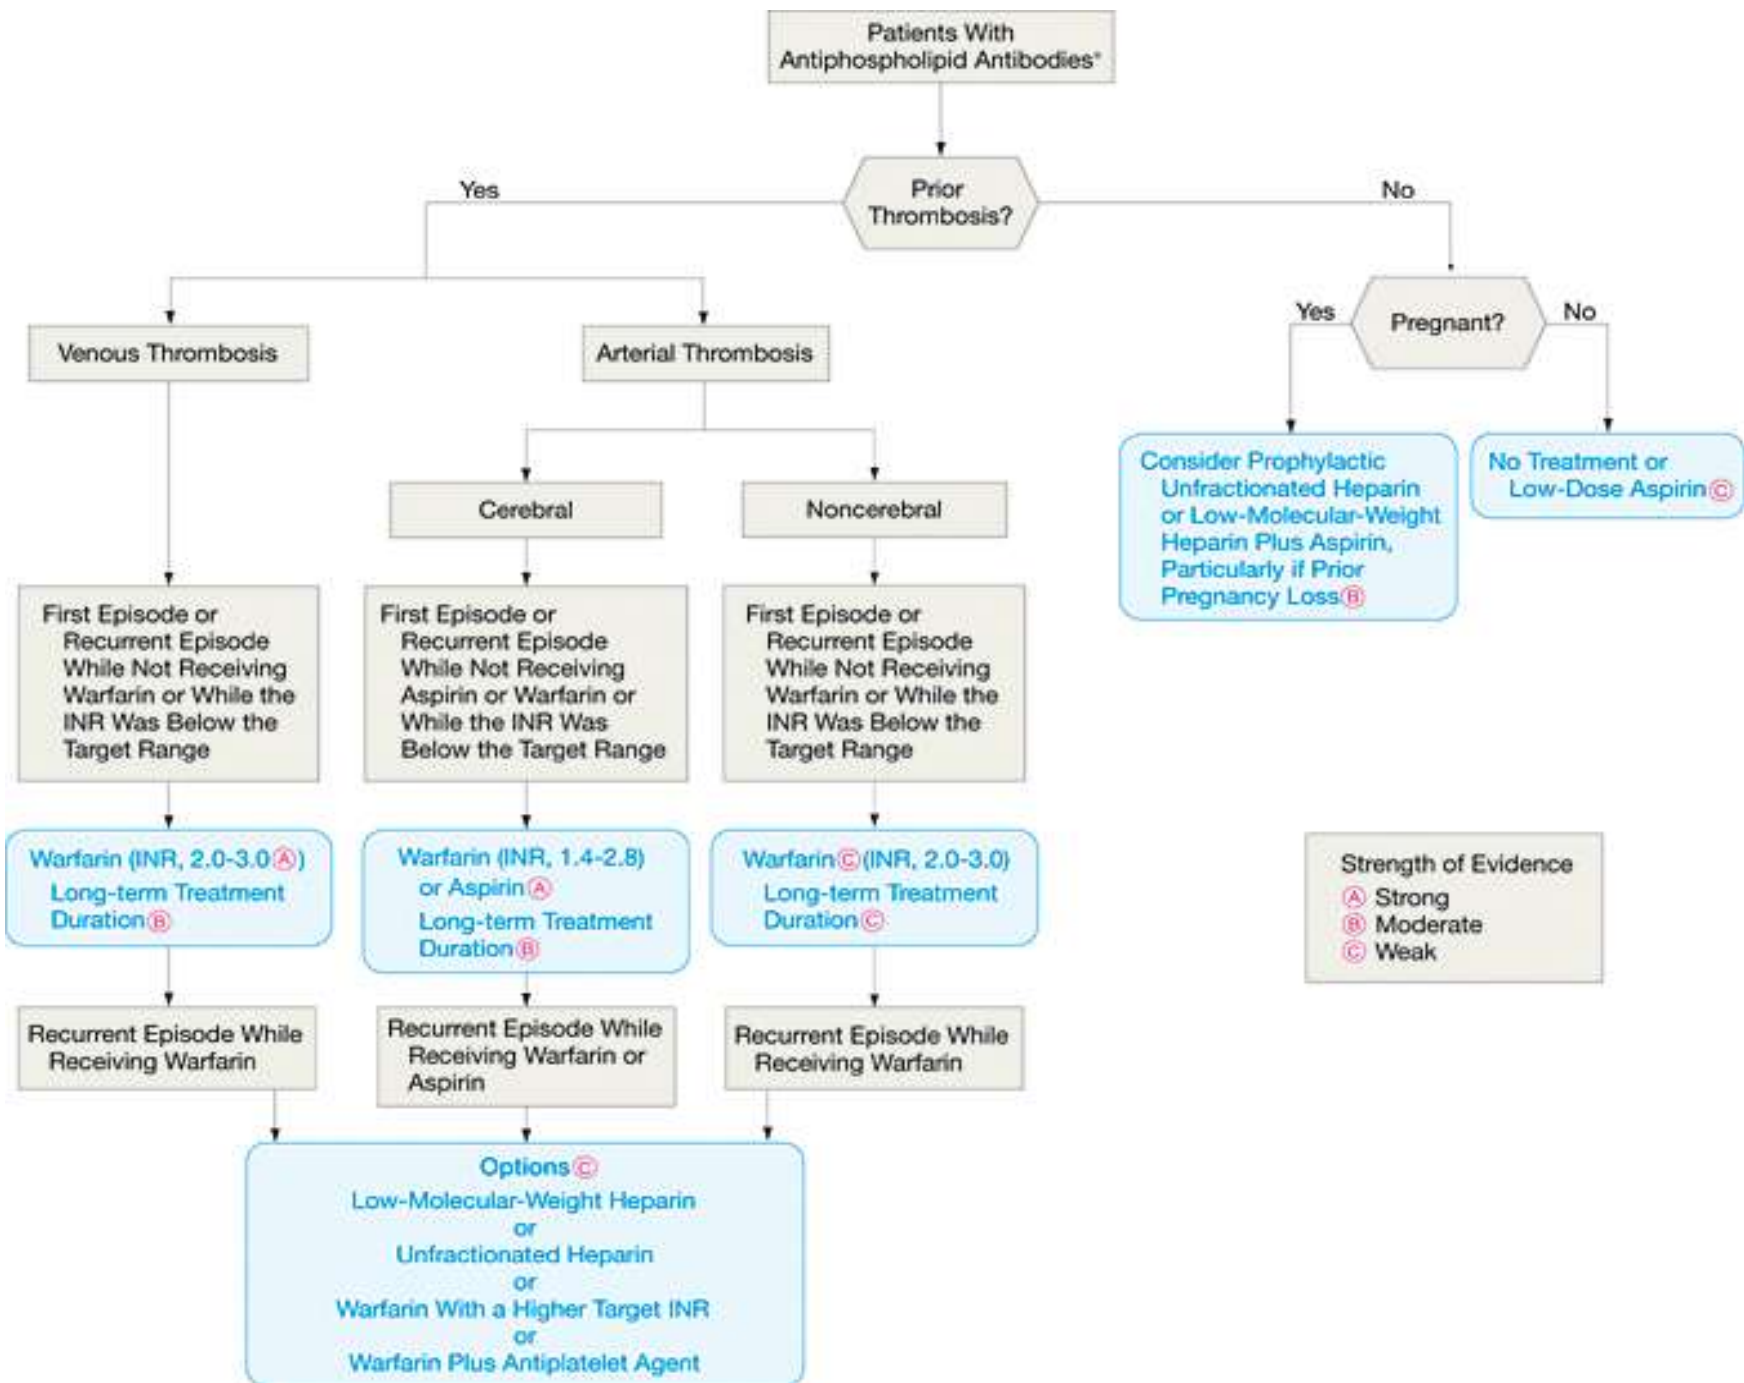 Patients With
Antiphospholipid Antibodies*
Prior
Thrombosis?
Yes
No
Venous Thrombosis
Arterial Thrombosis
Pregnant?
Yes
No
Cerebral
Noncerebral
Consider Prophylactic
Unfractionated Heparin
or Low-Molecular-Weight
Heparin Plus Aspirin,
Particularly if Prior
Pregnancy Loss Ⓑ
No Treatment or
Low-Dose Aspirin Ⓒ
First Episode or
Recurrent Episode
While Not Receiving
Warfarin or While the
INR Was Below the
Target Range
First Episode or
Recurrent Episode
While Not Receiving
Aspirin or Warfarin or
While the INR Was
Below the Target Range
First Episode or
Recurrent Episode
While Not Receiving
Warfarin or While the
INR Was Below the
Target Range
Warfarin (INR, 2.0-3.0 Ⓐ)
Long-term Treatment
Duration Ⓑ
Warfarin (INR, 1.4-2.8)
or Aspirin Ⓐ
Long-term Treatment
Duration Ⓑ
Warfarin Ⓒ (INR, 2.0-3.0)
Long-term Treatment
Duration Ⓒ
Strength of Evidence
Ⓐ Strong
Ⓑ Moderate
Ⓒ Weak
Recurrent Episode While
Receiving Warfarin
Recurrent Episode While
Receiving Warfarin or
Aspirin
Recurrent Episode While
Receiving Warfarin
Options Ⓒ
Low-Molecular-Weight Heparin
or
Unfractionated Heparin
or
Warfarin With a Higher Target INR
or
Warfarin Plus Antiplatelet Agent